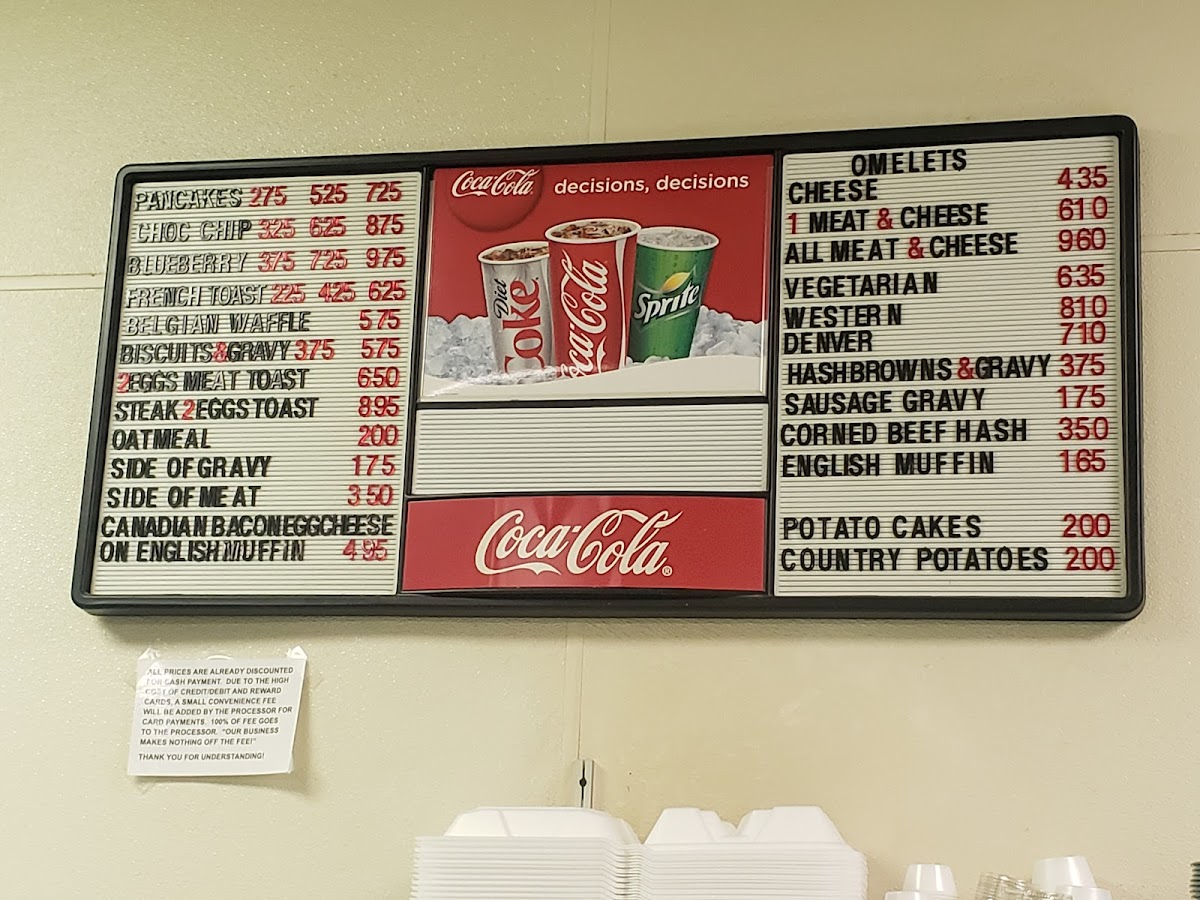 PANCAKES 275 525 725
CHOC CHIP 325 625 875
BLUEBERRY 375 725 975
FRENCH TOAST 225 425 625
BELGIAN WAFFLE 575
BISCUITS&GRAVY 375 575
2EGGS MEAT TOAST 650
STEAK 2EGGS TOAST 895
OATMEAL 200
SIDE OF GRAVY 175
SIDE OF MEAT 350
CANADIAN BACON EGG CHEESE
ON ENGLISH MUFFIN 495
Coca-Cola decisions, decisions
Diet Coke
Coca-Cola
Sprite
Coca-Cola®
OMELETS
CHEESE 435
1 MEAT & CHEESE 610
ALL MEAT & CHEESE 960
VEGETARIAN 635
WESTERN 810
DENVER 710
HASHBROWNS &GRAVY 375
SAUSAGE GRAVY 175
CORNED BEEF HASH 350
ENGLISH MUFFIN 165
POTATO CAKES 200
COUNTRY POTATOES 200
ALL PRICES ARE ALREADY DISCOUNTED
FOR CASH PAYMENT. DUE TO THE HIGH
COST OF CREDIT/DEBIT AND REWARD
CARDS, A SMALL CONVENIENCE FEE
WILL BE ADDED BY THE PROCESSOR FOR
CARD PAYMENTS. 100% OF FEE GOES
TO THE PROCESSOR. "OUR BUSINESS
MAKES NOTHING OFF THE FEE!"
THANK YOU FOR UNDERSTANDING!